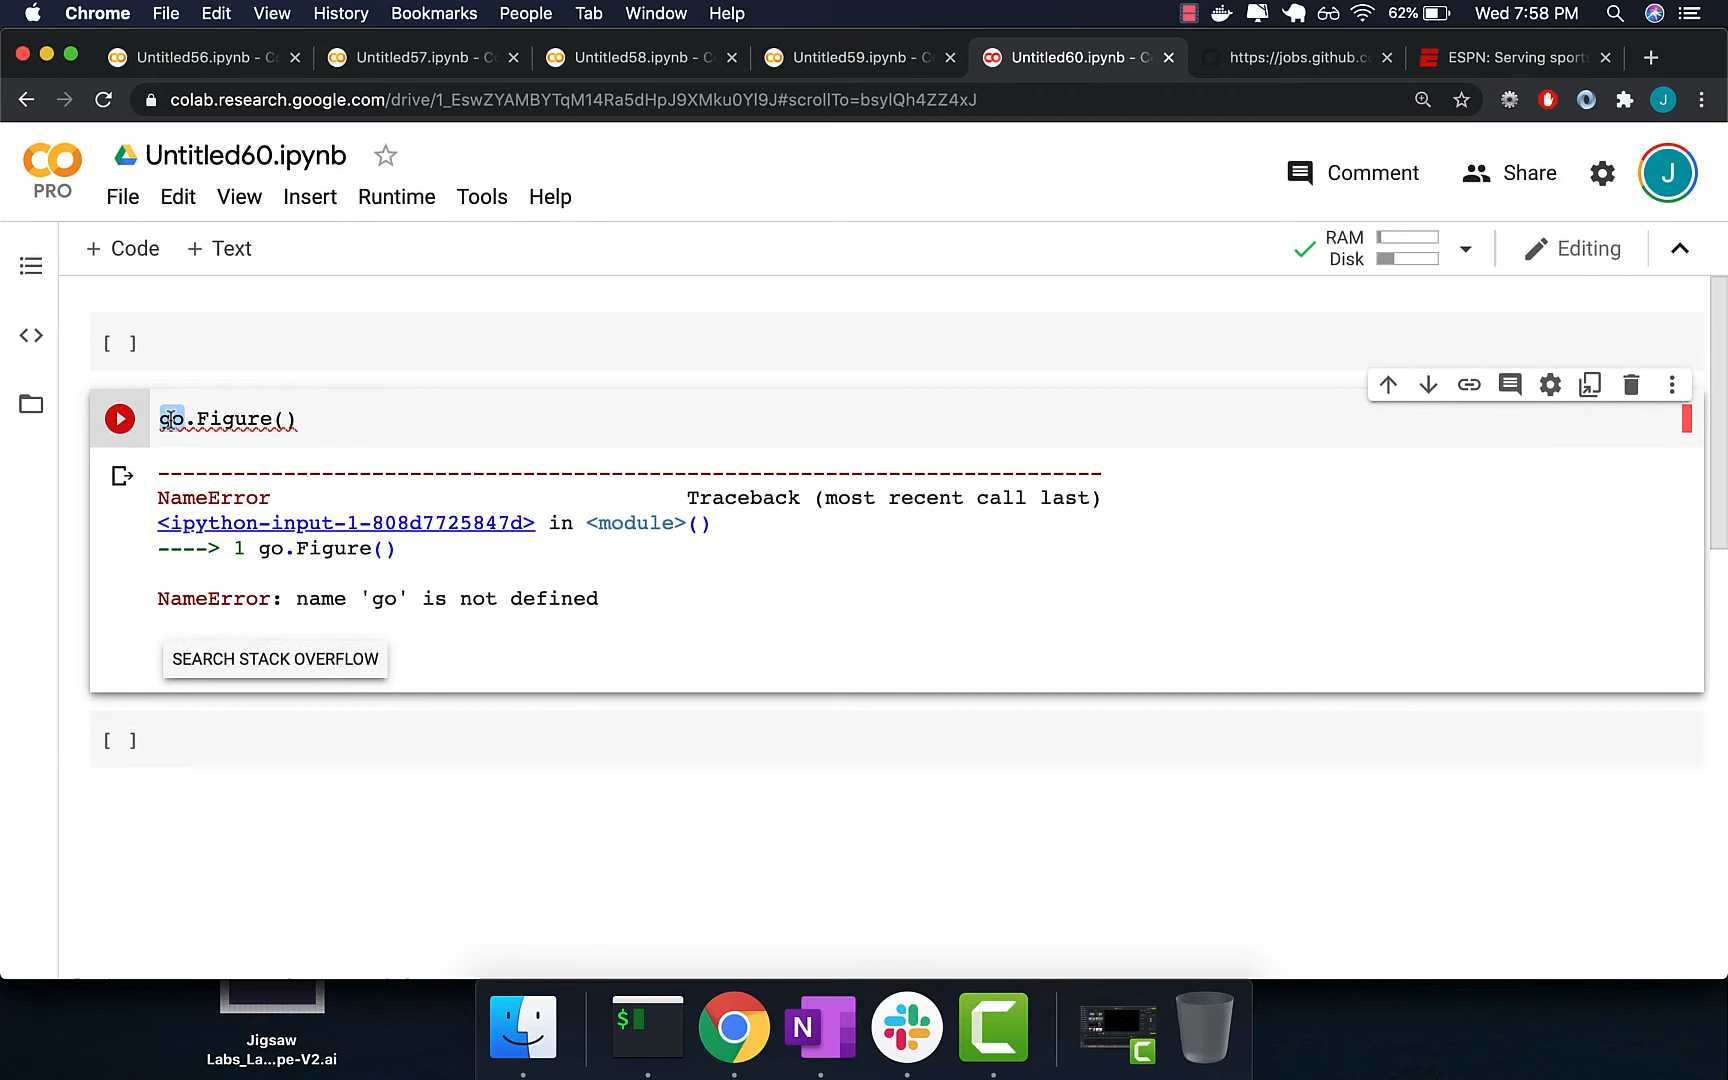 Chrome File Edit View History Bookmarks People Tab Window Help 62% Wed 7:58 PM
Untitled56.ipynb - C Untitled57.ipynb - C Untitled58.ipynb - C Untitled59.ipynb - C Untitled60.ipynb - C https://jobs.github.c ESPN: Serving sport
colab.research.google.com/drive/1_EswZYAMBYTqM14Ra5dHpJ9XMku0Yl9J#scrollTo=bsylQh4ZZ4xJ J
PRO Untitled60.ipynb Comment Share J
File Edit View Insert Runtime Tools Help
+ Code + Text RAM Disk Editing
[ ]
go.Figure()
---------------------------------------------------------------------------
NameError Traceback (most recent call last)
<ipython-input-1-808d7725847d> in <module>()
----> 1 go.Figure()
NameError: name 'go' is not defined
SEARCH STACK OVERFLOW
[ ]
$ N
Jigsaw
Labs_La...pe-V2.ai